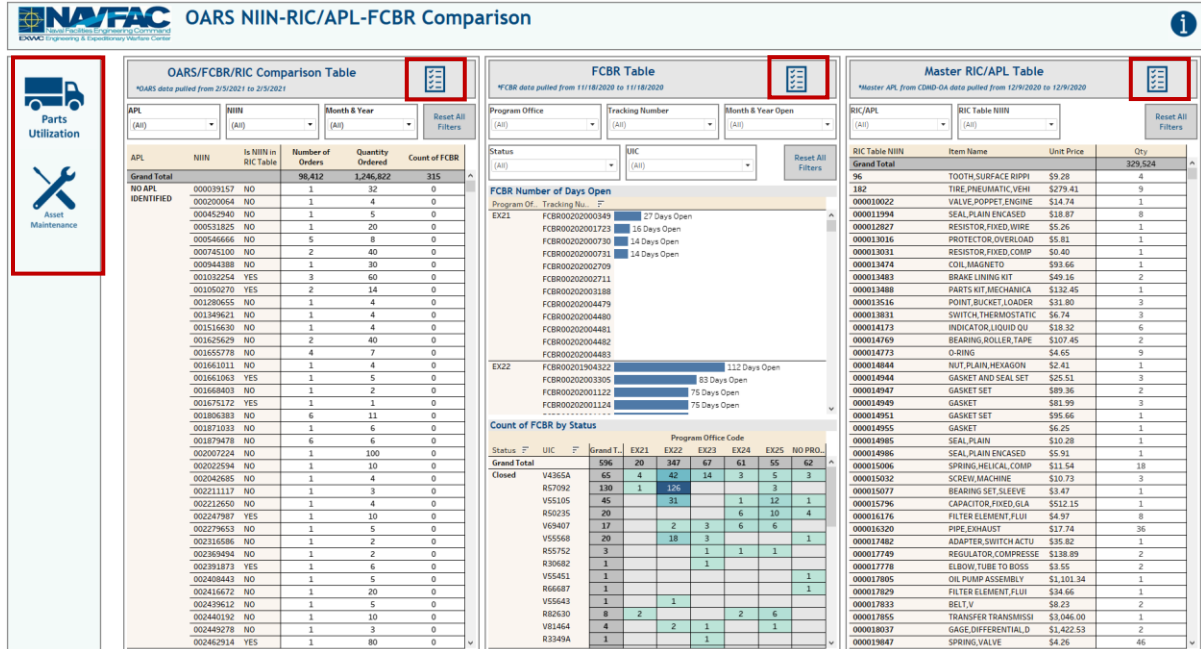 NAVFAC
Naval Facilities Engineering Command
EXWC Engineering & Expeditionary Warfare Center
OARS NIIN-RIC/APL-FCBR Comparison
i
Parts
Utilization
Asset
Maintenance
OARS/FCBR/RIC Comparison Table
*OARS data pulled from 2/5/2021 to 2/5/2021
APL NIIN Month & Year
(All) (All) (All)
Reset All
Filters
APL NIIN Is NIIN in RIC Table Number of Orders Quantity Ordered Count of FCBR
Grand Total 98,412 1,246,822 315
NO APL IDENTIFIED 000039157 NO 1 32 0
000200064 NO 1 4 0
000452940 NO 1 5 0
000531825 NO 1 20 0
000546666 NO 5 8 0
000745100 NO 2 40 0
000944388 NO 1 30 0
001032254 YES 3 60 0
001050270 YES 2 14 0
001280655 NO 1 4 0
001349621 NO 1 4 0
001516630 NO 1 4 0
001625629 NO 2 40 0
001655778 NO 4 7 0
001661011 NO 1 4 0
001661063 YES 1 5 0
001668403 NO 1 2 0
001675172 YES 1 1 0
001806383 NO 6 11 0
001871033 NO 1 6 0
001879478 NO 6 6 0
002007224 NO 1 100 0
002022594 NO 1 10 0
002042685 NO 1 4 0
002211117 NO 1 3 0
002212650 NO 1 4 0
002247987 YES 1 10 0
002279653 NO 1 5 0
002316586 NO 1 2 0
002369494 NO 1 2 0
002391873 YES 1 6 0
002408443 NO 1 5 0
002416672 NO 1 20 0
002439612 NO 1 5 0
002440192 NO 1 10 0
002449278 NO 1 3 0
002462914 YES 1 80 0
FCBR Table
*FCBR data pulled from 11/18/2020 to 11/18/2020
Program Office Tracking Number Month & Year Open
(All) (All) (All)
Status UIC
(All) (All)
Reset All
Filters
FCBR Number of Days Open
Program Of.. Tracking Nu..
EX21 FCBR00202000349 27 Days Open
FCBR00202001723 16 Days Open
FCBR00202000730 14 Days Open
FCBR00202000731 14 Days Open
FCBR00202002709
FCBR00202002711
FCBR00202003188
FCBR00202004479
FCBR00202004480
FCBR00202004481
FCBR00202004482
FCBR00202004483
EX22 FCBR00201904322 112 Days Open
FCBR00202003305 83 Days Open
FCBR00202001122 75 Days Open
FCBR00202001124 75 Days Open
Count of FCBR by Status
Program Office Code
Status UIC Grand T.. EX21 EX22 EX23 EX24 EX25 NO PRO..
Grand Total 596 20 347 67 61 55 62
Closed V4365A 65 4 42 14 3 5 3
R57092 130 1 126 3
V55105 45 31 1 12 1
R5023S 20 6 10 4
V69407 17 2 3 6 6
V55568 20 18 3 1
R55752 3 1 1 1
R30682 1 1
V55451 1 1
R66687 1 1
V55643 1 1
R82630 8 2 2 6
V81464 4 2 1 1
R3349A 1 1
Master RIC/APL Table
*Master APL from CDMD-OA data pulled from 12/9/2020 to 12/9/2020
RIC/APL RIC Table NIIN
(All) (All)
Reset All
Filters
RIC Table NIIN Item Name Unit Price Qty
Grand Total 329,524
96 TOOTH,SURFACE RIPPI $9.28 4
182 TIRE,PNEUMATIC,VEHI $279.41 9
000010022 VALVE,POPPET,ENGINE $14.74 1
000011994 SEAL,PLAIN ENCASED $18.87 8
000012827 RESISTOR,FIXED,WIRE $5.26 1
000013016 PROTECTOR,OVERLOAD $5.81 1
000013031 RESISTOR,FIXED,COMP $0.40 1
000013474 COIL,MAGNETO $93.66 1
000013483 BRAKE LINING KIT $49.16 2
000013488 PARTS KIT,MECHANICA $132.45 1
000013516 POINT,BUCKET,LOADER $31.80 3
000013831 SWITCH,THERMOSTATIC $6.74 3
000014173 INDICATOR,LIQUID QU $18.32 6
000014769 BEARING,ROLLER,TAPE $107.45 2
000014773 O-RING $4.65 9
000014844 NUT,PLAIN,HEXAGON $2.41 1
000014944 GASKET AND SEAL SET $25.51 3
000014947 GASKET SET $89.36 2
000014949 GASKET $81.99 3
000014951 GASKET SET $95.66 1
000014955 GASKET $6.25 1
000014985 SEAL,PLAIN $10.28 1
000014986 SEAL,PLAIN ENCASED $5.91 1
000015006 SPRING,HELICAL,COMP $11.54 18
000015032 SCREW,MACHINE $10.73 3
000015077 BEARING SET,SLEEVE $3.47 1
000015796 CAPACITOR,FIXED,GLA $512.15 1
000016176 FILTER ELEMENT,FLUI $4.97 8
000016320 PIPE,EXHAUST $17.74 36
000017482 ADAPTER,SWITCH ACTU $35.82 1
000017749 REGULATOR,COMPRESSE $138.89 2
000017778 ELBOW,TUBE TO BOSS $3.55 2
000017805 OIL PUMP ASSEMBLY $1,101.34 1
000017829 FILTER ELEMENT,FLUI $34.66 1
000017833 BELT,V $8.23 2
000017855 TRANSFER TRANSMISSI $3,046.00 1
000018037 GAGE,DIFFERENTIAL,D $1,422.53 2
000019847 SPRING,VALVE $4.26 46